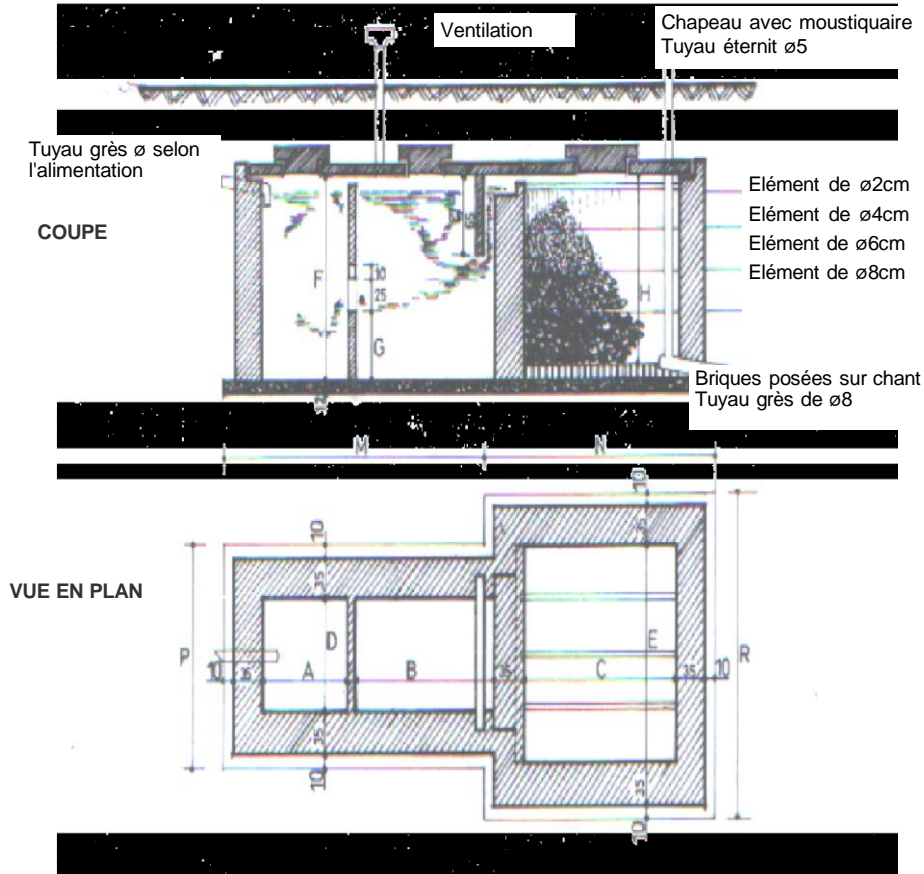 Ventilation
Chapeau avec moustiquaire
Tuyau éternit ø5
Tuyau grès ø selon
l'alimentation
COUPE
Elément de ø2cm
Elément de ø4cm
Elément de ø6cm
Elément de ø8cm
F
10
25
G
H
Briques posées sur chant
Tuyau grès de ø8
M
N
VUE EN PLAN
10
10
35
35
P
D
E
R
10
35
A
B
35
C
35
10
35
35
10
10